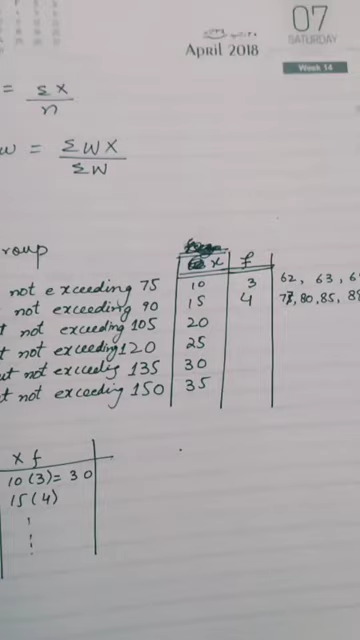 07
SATURDAY
April 2018
Week 14
= Σx / n
w = ΣWX / ΣW
roup
x f
not exceeding 75 10 3 62, 63, 6
not exceeding 90 15 4 80, 85, 8
t not exceeding 105 20
t not exceeding 120 25
ut not exceeding 135 30
t not exceeding 150 35
x f
10(3) = 30
15(4)